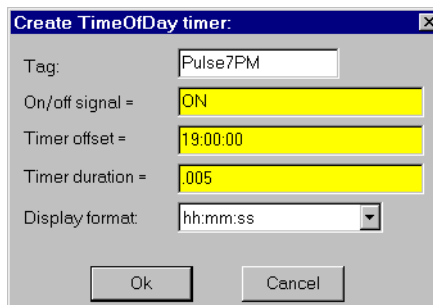 Create TimeOfDay timer:
Tag: Pulse7PM
On/off signal = ON
Timer offset = 19:00:00
Timer duration = .005
Display format: hh:mm:ss
Ok Cancel